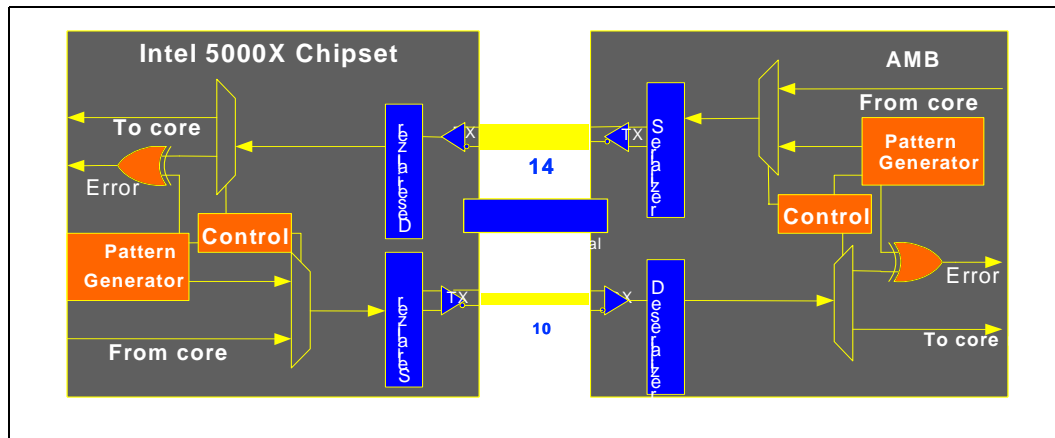 Intel 5000X Chipset
To core
Error
Pattern
Generator
Control
From core
Deserializer
Serializer
X
TX
14
al
10
TX
X
Serializer
Deserializer
AMB
From core
Pattern
Generator
Control
Error
To core